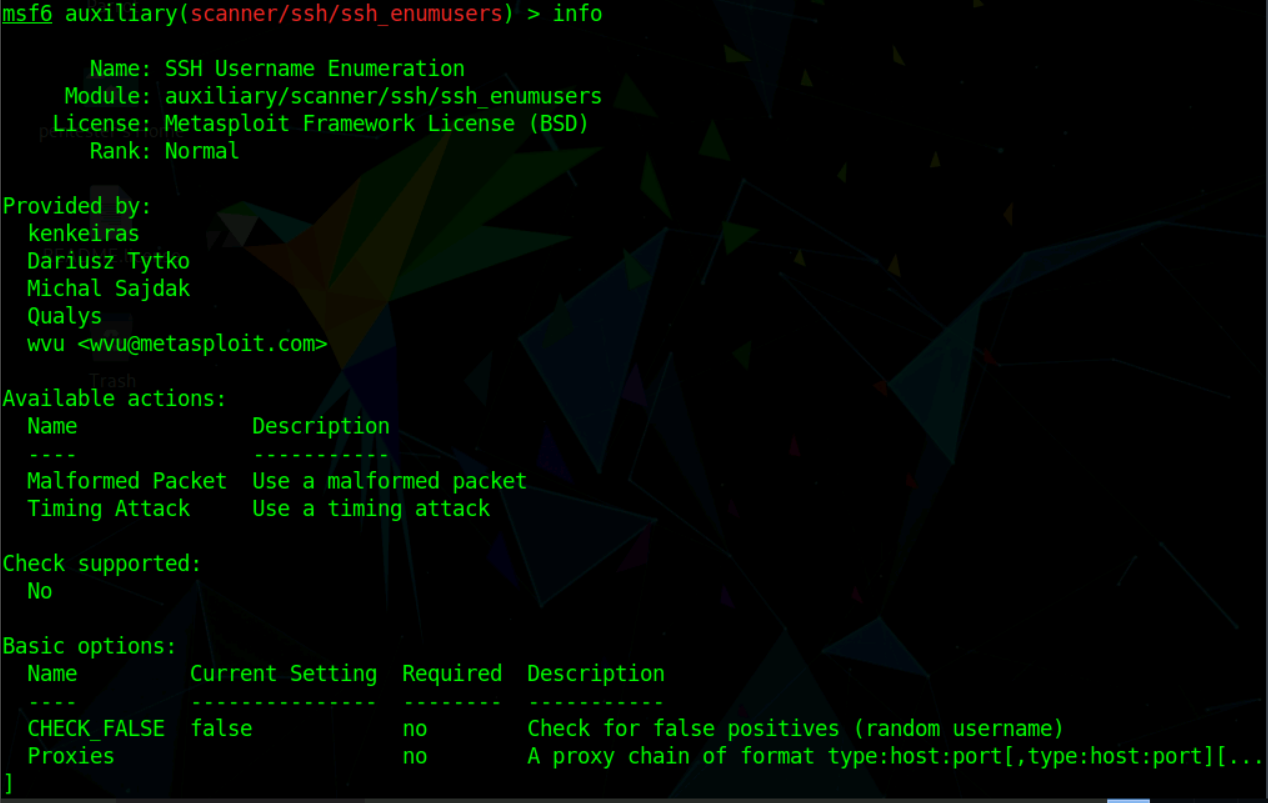 msf6 auxiliary(scanner/ssh/ssh_enumusers) > info
Name: SSH Username Enumeration
Module: auxiliary/scanner/ssh/ssh_enumusers
License: Metasploit Framework License (BSD)
Rank: Normal
Provided by:
kenkeiras
Dariusz Tytko
Michal Sajdak
Qualys
wvu <wvu@metasploit.com>
Trash
Available actions:
Name Description
---- -----------
Malformed Packet Use a malformed packet
Timing Attack Use a timing attack
Check supported:
No
Basic options:
Name Current Setting Required Description
---- --------------- -------- -----------
CHECK_FALSE false no Check for false positives (random username)
Proxies no A proxy chain of format type:host:port[,type:host:port][...
]